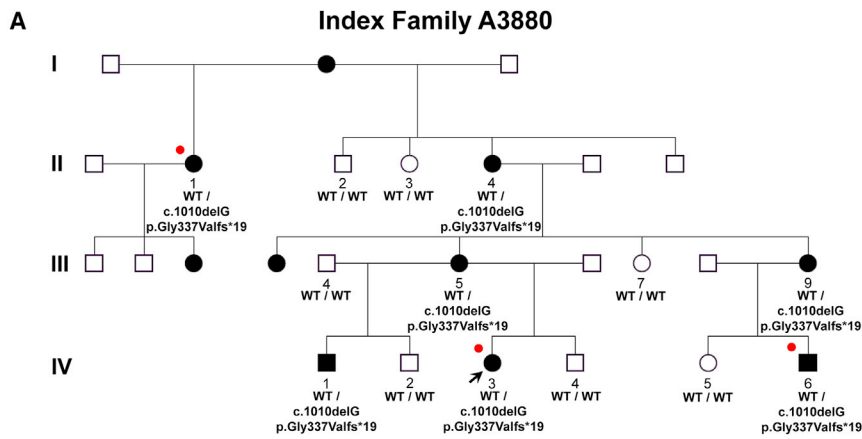 A
Index Family A3880
I
II
1
WT /
c.1010delG
p.Gly337Valfs*19
2
WT / WT
3
WT / WT
4
WT /
c.1010delG
p.Gly337Valfs*19
III
4
WT / WT
5
WT /
c.1010delG
p.Gly337Valfs*19
7
WT / WT
9
WT /
c.1010delG
p.Gly337Valfs*19
IV
1
WT /
c.1010delG
p.Gly337Valfs*19
2
WT / WT
3
WT /
c.1010delG
p.Gly337Valfs*19
4
WT / WT
5
WT / WT
6
WT /
c.1010delG
p.Gly337Valfs*19